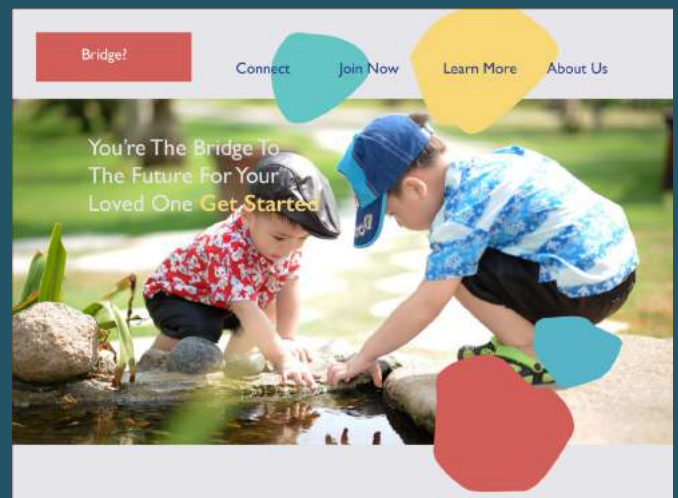 Bridge?
Connect Join Now Learn More About Us
You're The Bridge To
The Future For Your
Loved One Get Started